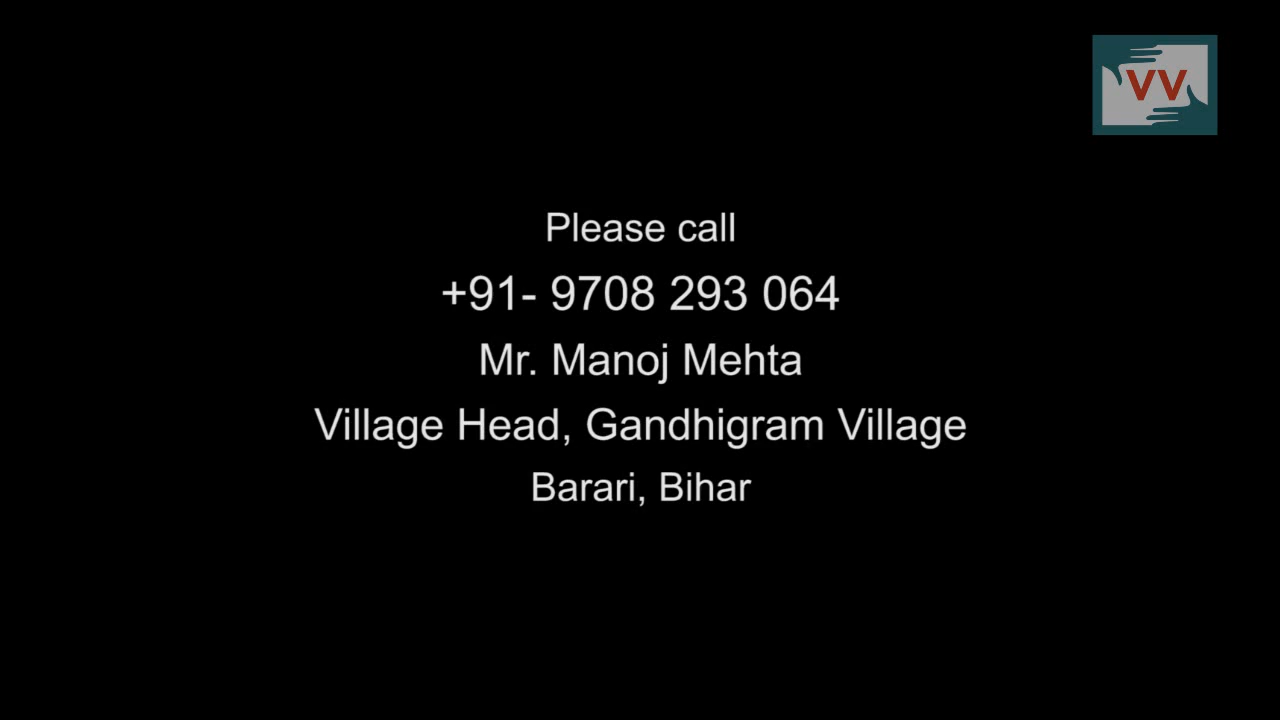 VV
Please call
+91- 9708 293 064
Mr. Manoj Mehta
Village Head, Gandhigram Village
Barari, Bihar